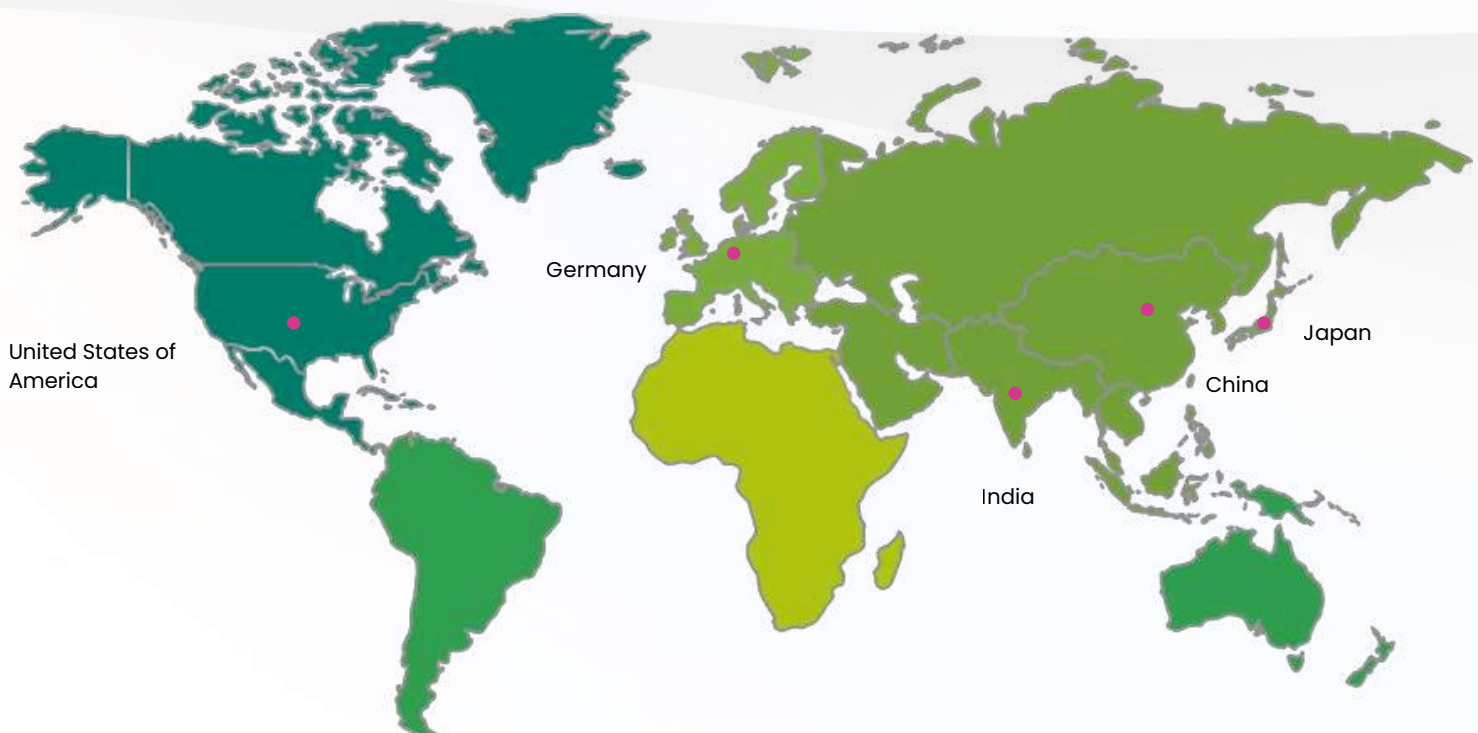 Germany
United States of
America
Japan
China
India